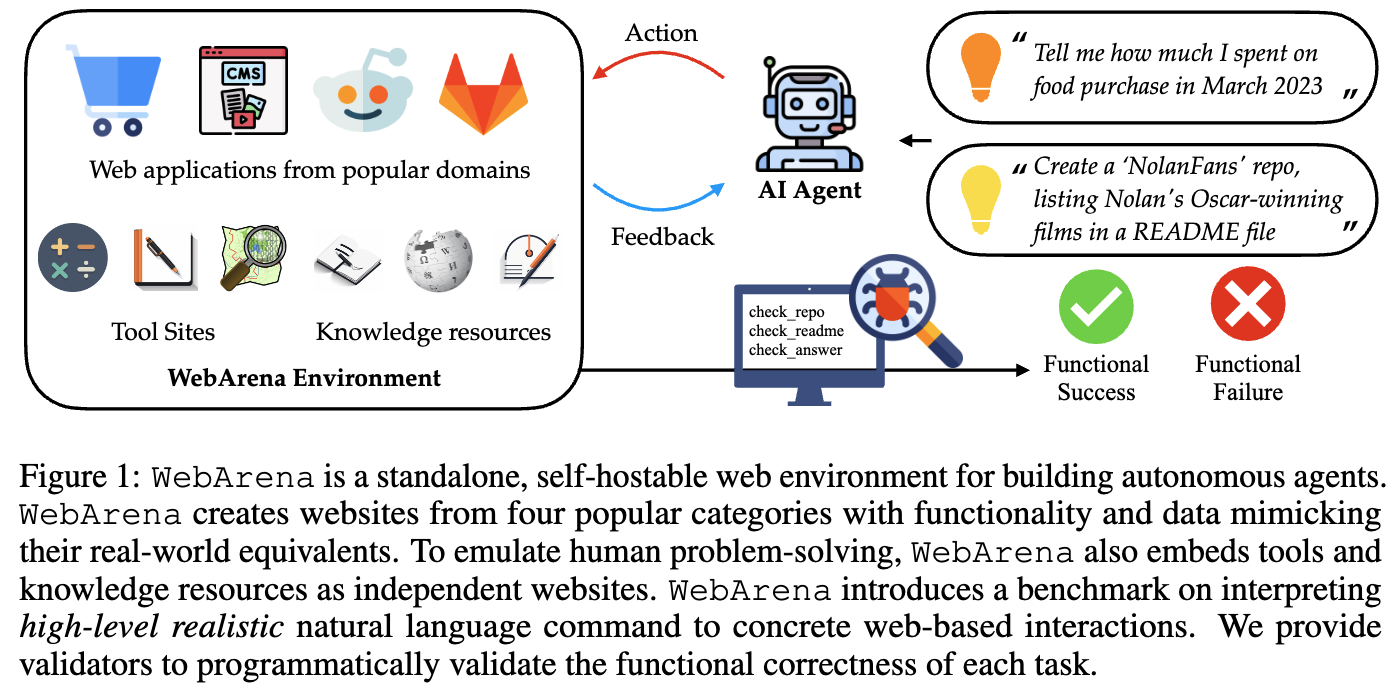 CMS
Web applications from popular domains
Tool Sites
Knowledge resources
WebArena Environment
Action
Feedback
AI Agent
“ Tell me how much I spent on
food purchase in March 2023 ”
“ Create a ‘NolanFans’ repo,
listing Nolan's Oscar-winning
films in a README file ”
check_repo
check_readme
check_answer
Functional
Success
Functional
Failure
Figure 1: WebArena is a standalone, self-hostable web environment for building autonomous agents.
WebArena creates websites from four popular categories with functionality and data mimicking
their real-world equivalents. To emulate human problem-solving, WebArena also embeds tools and
knowledge resources as independent websites. WebArena introduces a benchmark on interpreting
high-level realistic natural language command to concrete web-based interactions. We provide
validators to programmatically validate the functional correctness of each task.